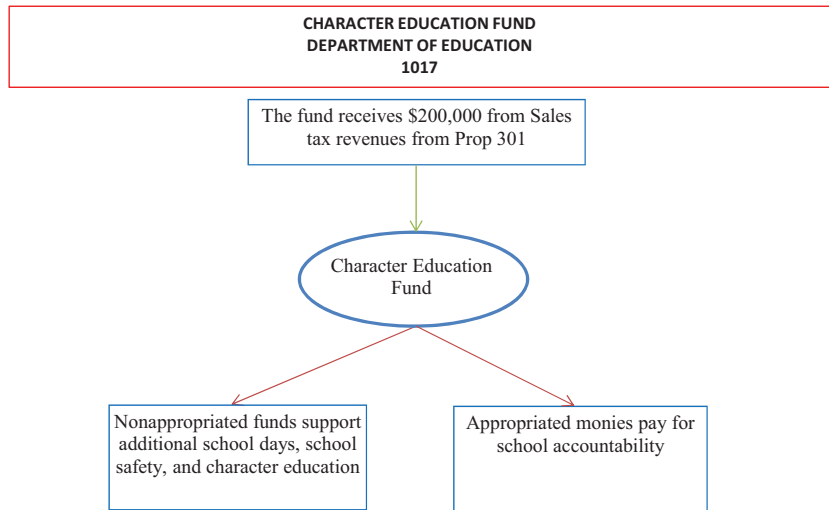 CHARACTER EDUCATION FUND
DEPARTMENT OF EDUCATION
1017
The fund receives $200,000 from Sales
tax revenues from Prop 301
Character Education
Fund
Nonappropriated funds support
additional school days, school
safety, and character education
Appropriated monies pay for
school accountability